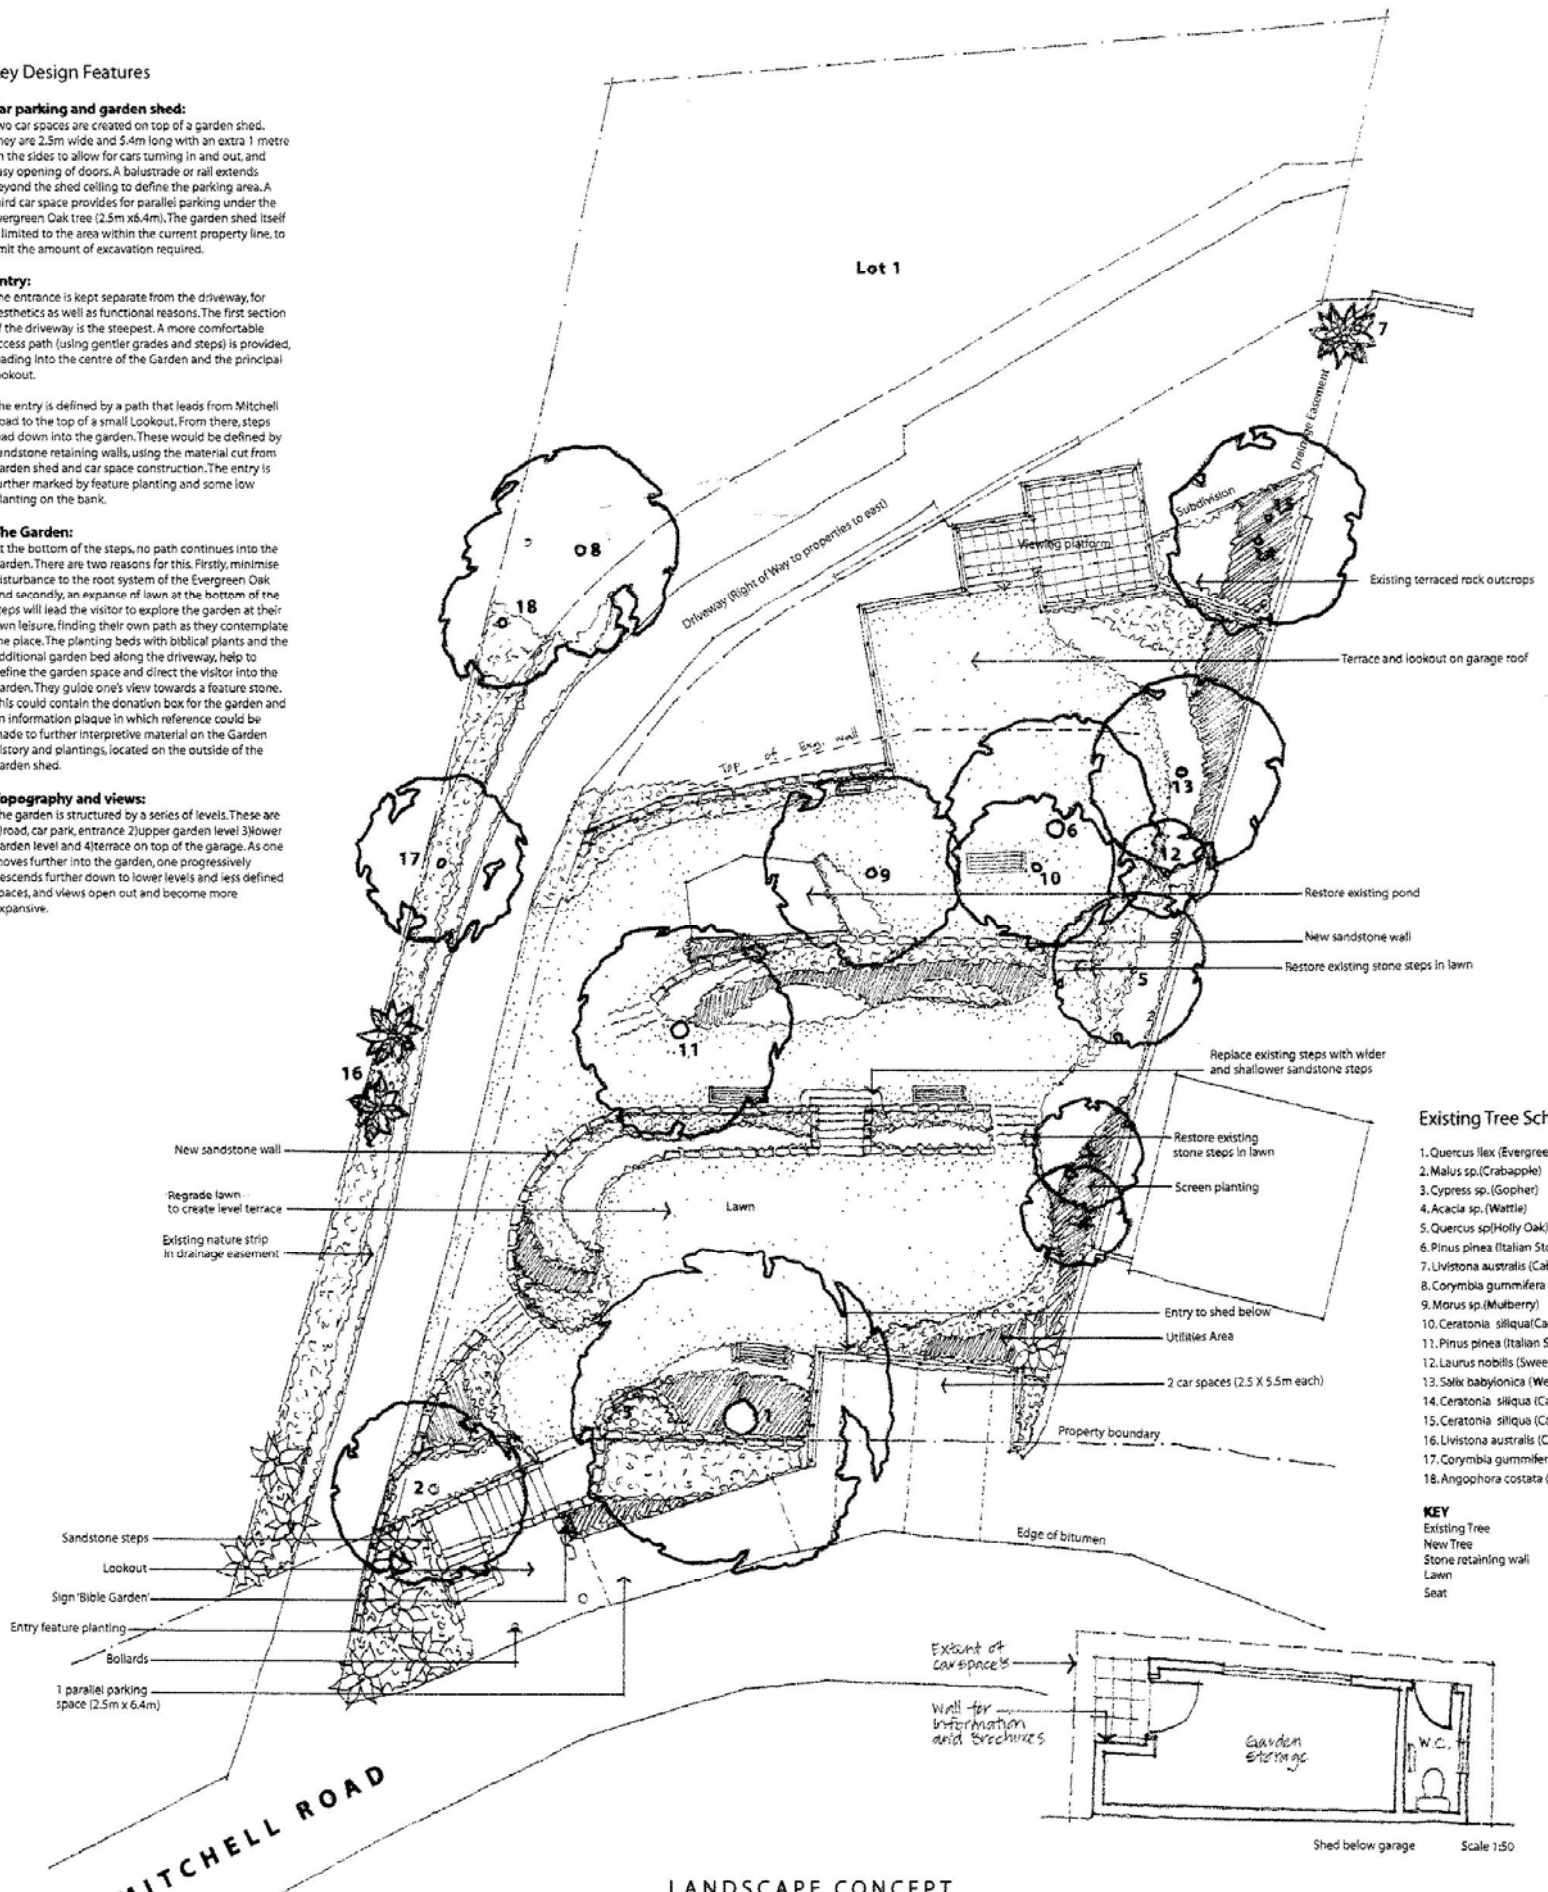 ey Design Features
ar parking and garden shed:
wo car spaces are created on top of a garden shed.
hey are 2.5m wide and 5.4m long with an extra 1 metre
n the sides to allow for cars turning in and out, and
asy opening of doors. A balustrade or rail extends
eyond the shed ceiling to define the parking area. A
ird car space provides for parallel parking under the
vergreen Oak tree (2.5m x6.4m). The garden shed itself
limited to the area within the current property line, to
mit the amount of excavation required.
ntry:
he entrance is kept separate from the driveway, for
esthetics as well as functional reasons. The first section
f the driveway is the steepest. A more comfortable
ccess path (using gentler grades and steps) is provided,
ading into the centre of the Garden and the principal
ookout.
he entry is defined by a path that leads from Mitchell
oad to the top of a small Lookout. From there, steps
ad down into the garden. These would be defined by
andstone retaining walls, using the material cut from
arden shed and car space construction. The entry is
urther marked by feature planting and some low
lanting on the bank.
he Garden:
t the bottom of the steps, no path continues into the
arden. There are two reasons for this. Firstly, minimise
isturbance to the root system of the Evergreen Oak
nd secondly, an expanse of lawn at the bottom of the
teps will lead the visitor to explore the garden at their
wn leisure, finding their own path as they contemplate
he place. The planting beds with biblical plants and the
dditional garden bed along the driveway, help to
efine the garden space and direct the visitor into the
arden. They guide one's view towards a feature stone.
his could contain the donation box for the garden and
n information plaque in which reference could be
ade to further interpretive material on the Garden
istory and plantings, located on the outside of the
arden shed.
opography and views:
he garden is structured by a series of levels. These are
)road, car park, entrance 2)upper garden level 3)lower
arden level and 4)terrace on top of the garage. As one
oves further into the garden, one progressively
escends further down to lower levels and less defined
paces, and views open out and become more
xpansive.
Lot 1
7
Drainage Easement
Subdivision
15
14
8
18
Driveway (Right of Way to properties to east)
Viewing platform
Existing terraced rock outcrops
Terrace and lookout on garage roof
Top of Exg. wall
13
6
12
17
9
10
Restore existing pond
New sandstone wall
Restore existing stone steps in lawn
5
11
16
Replace existing steps with wider
and shallower sandstone steps
New sandstone wall
Restore existing
stone steps in lawn
Screen planting
Regrade lawn
to create level terrace
Lawn
Existing nature strip
in drainage easement
Entry to shed below
Utilities Area
2 car spaces (2.5 X 5.5m each)
3
1
Property boundary
2
Edge of bitumen
Sandstone steps
Lookout
Sign 'Bible Garden'
Entry feature planting
Bollards
1 parallel parking
space (2.5m x 6.4m)
MITCHELL ROAD
Existing Tree Sch
1. Quercus ilex (Evergree
2. Malus sp.(Crabapple)
3. Cypress sp. (Gopher)
4. Acacia sp. (Wattle)
5. Quercus sp(Holly Oak)
6. Pinus pinea (Italian Sto
7. Livistona australis (Cab
8. Corymbia gummifera
9. Morus sp.(Mulberry)
10. Ceratonia siliqua(Ca
11. Pinus pinea (Italian S
12. Laurus nobilis (Swee
13. Salix babylonica (We
14. Ceratonia siliqua (Ca
15. Ceratonia siliqua (Ca
16. Livistona australis (C
17. Corymbia gummifer
18. Angophora costata (
KEY
Existing Tree
New Tree
Stone retaining wall
Lawn
Seat
Extent of
carspaces
Wall for
information
and Brochures
Garden
storage
W.C.
Shed below garage
Scale 1:50
LANDSCAPE CONCEPT